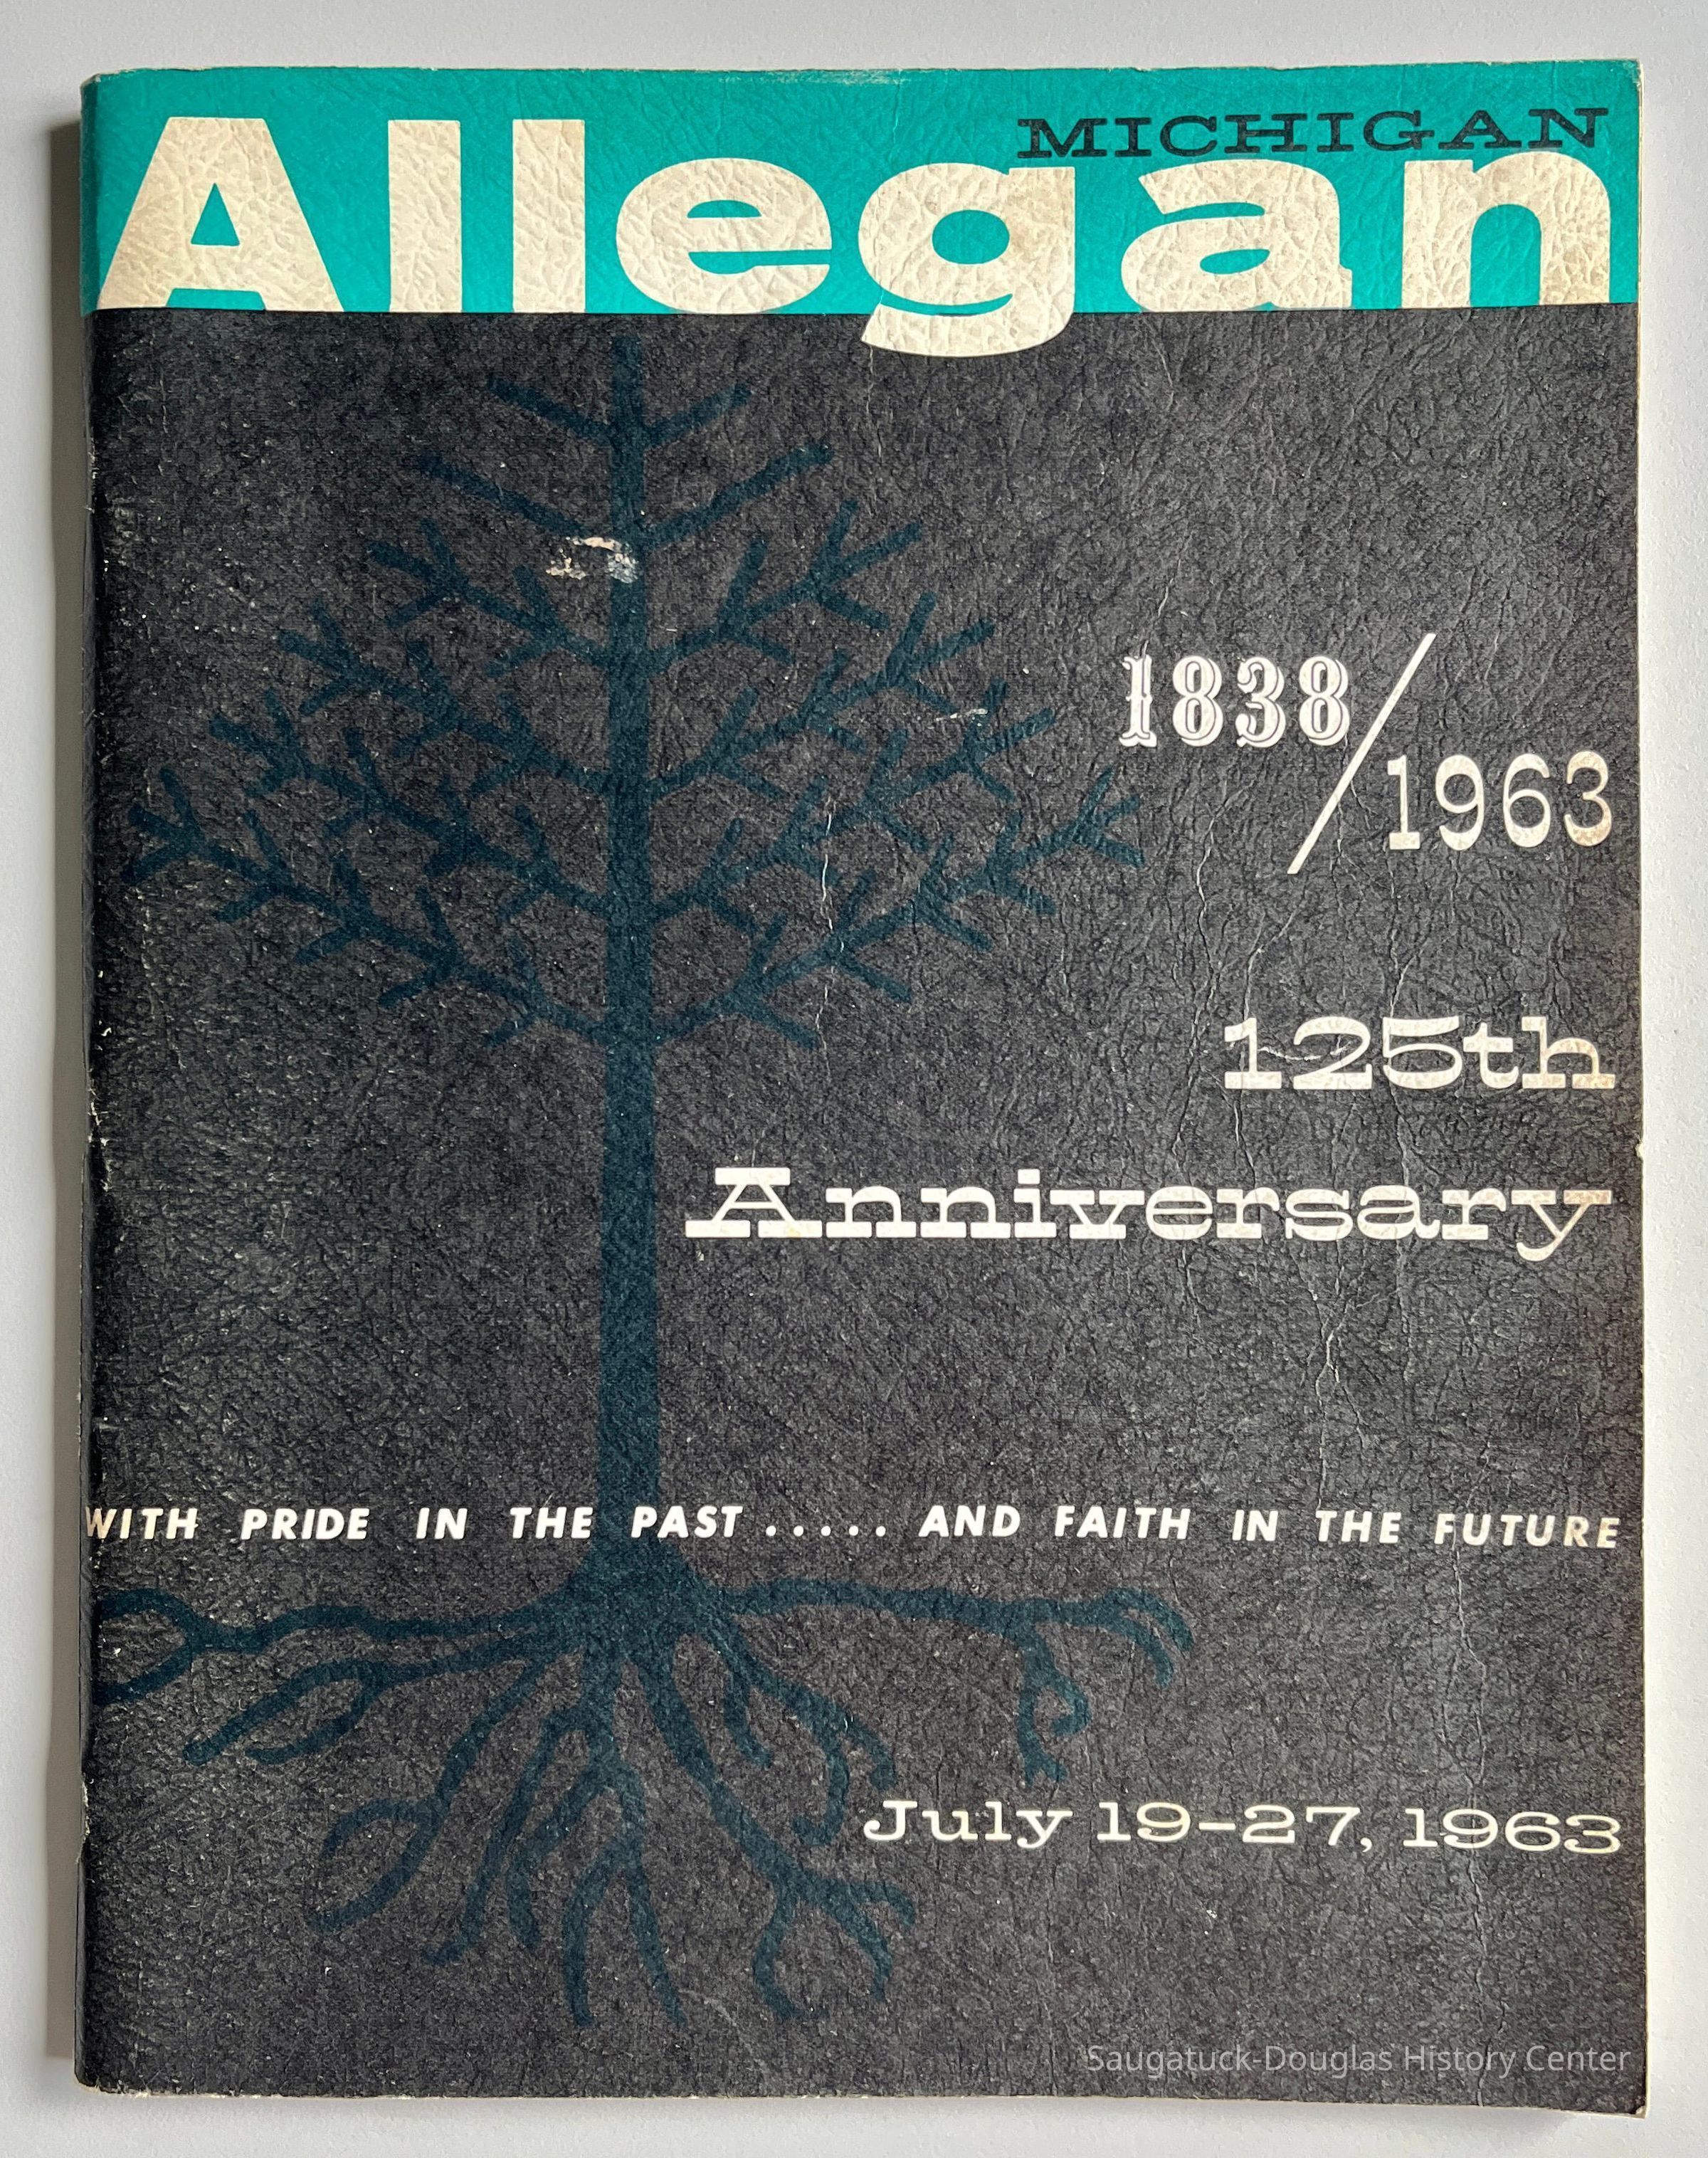 MICHIGAN
Allegan
1838/
1963
125th
Anniversary
WITH PRIDE IN THE PAST ..... AND FAITH IN THE FUTURE
July 19-27, 1963
Saugatuck-Douglas History Center